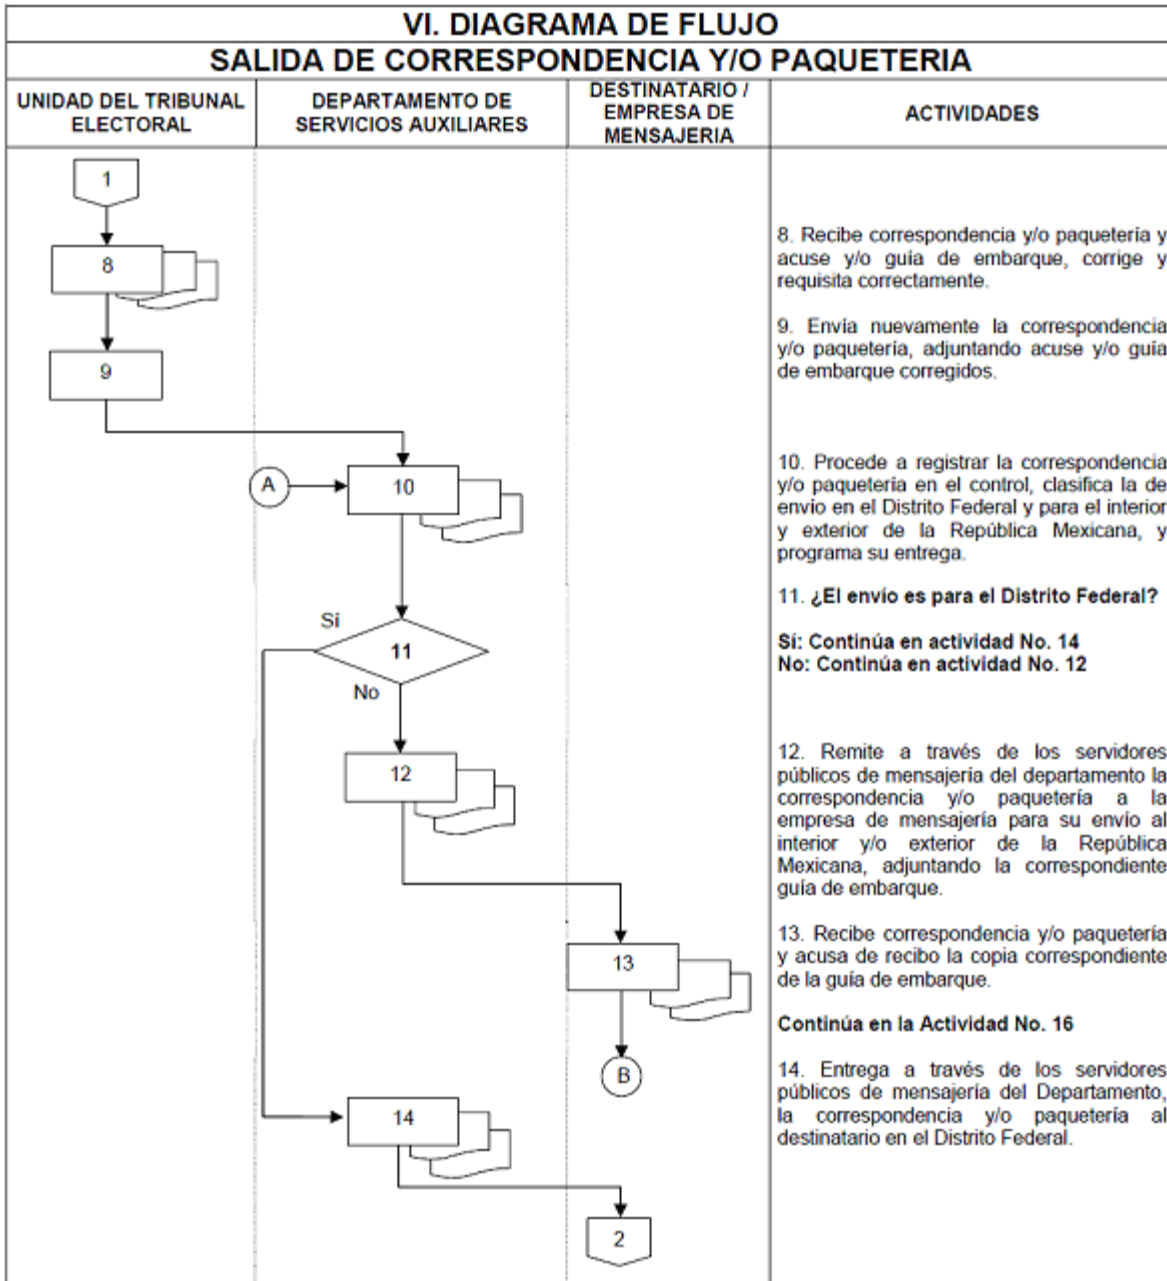 VI. DIAGRAMA DE FLUJO
SALIDA DE CORRESPONDENCIA Y/O PAQUETERIA
UNIDAD DEL TRIBUNAL
ELECTORAL
DEPARTAMENTO DE
SERVICIOS AUXILIARES
DESTINATARIO /
EMPRESA DE
MENSAJERIA
ACTIVIDADES
1
8
9
A
10
Sí
11
No
12
13
B
14
2
8. Recibe correspondencia y/o paquetería y
acuse y/o guía de embarque, corrige y
requisita correctamente.
9. Envía nuevamente la correspondencia
y/o paquetería, adjuntando acuse y/o guía
de embarque corregidos.
10. Procede a registrar la correspondencia
y/o paquetería en el control, clasifica la de
envío en el Distrito Federal y para el interior
y exterior de la República Mexicana, y
programa su entrega.
11. ¿El envío es para el Distrito Federal?
Sí: Continúa en actividad No. 14
No: Continúa en actividad No. 12
12. Remite a través de los servidores
públicos de mensajería del departamento la
correspondencia y/o paquetería a la
empresa de mensajería para su envío al
interior y/o exterior de la República
Mexicana, adjuntando la correspondiente
guía de embarque.
13. Recibe correspondencia y/o paquetería
y acusa de recibo la copia correspondiente
de la guía de embarque.
Continúa en la Actividad No. 16
14. Entrega a través de los servidores
públicos de mensajería del Departamento,
la correspondencia y/o paquetería al
destinatario en el Distrito Federal.